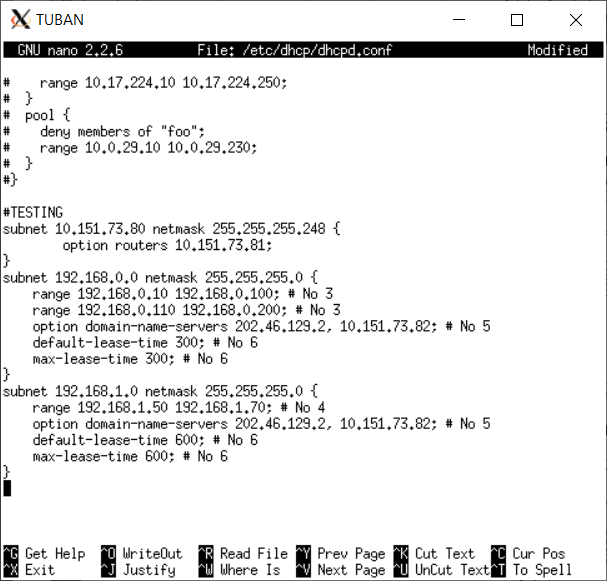 TUBAN
GNU nano 2.2.6 File: /etc/dhcp/dhcpd.conf Modified
#    range 10.17.224.10 10.17.224.250;
#  }
#  pool {
#    deny members of "foo";
#    range 10.0.29.10 10.0.29.230;
#  }
#}
#TESTING
subnet 10.151.73.80 netmask 255.255.255.248 {
        option routers 10.151.73.81;
}
subnet 192.168.0.0 netmask 255.255.255.0 {
    range 192.168.0.10 192.168.0.100; # No 3
    range 192.168.0.110 192.168.0.200; # No 3
    option domain-name-servers 202.46.129.2, 10.151.73.82; # No 5
    default-lease-time 300; # No 6
    max-lease-time 300; # No 6
}
subnet 192.168.1.0 netmask 255.255.255.0 {
    range 192.168.1.50 192.168.1.70; # No 4
    option domain-name-servers 202.46.129.2, 10.151.73.82; # No 5
    default-lease-time 600; # No 6
    max-lease-time 600; # No 6
}
^G Get Help ^O WriteOut ^R Read File ^Y Prev Page ^K Cut Text ^C Cur Pos
^X Exit ^J Justify ^W Where Is ^V Next Page ^U UnCut Text ^T To Spell